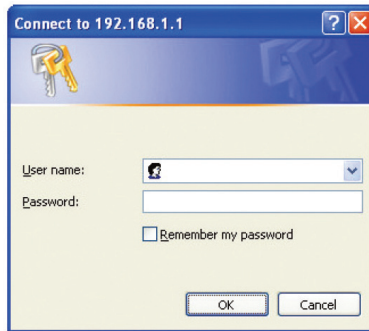 Connect to 192.168.1.1
User name:
Password:
Remember my password
OK Cancel